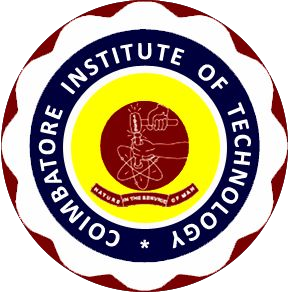 COIMBATORE INSTITUTE OF TECHNOLOGY *
NATURE IN THE SERVICE OF MAN